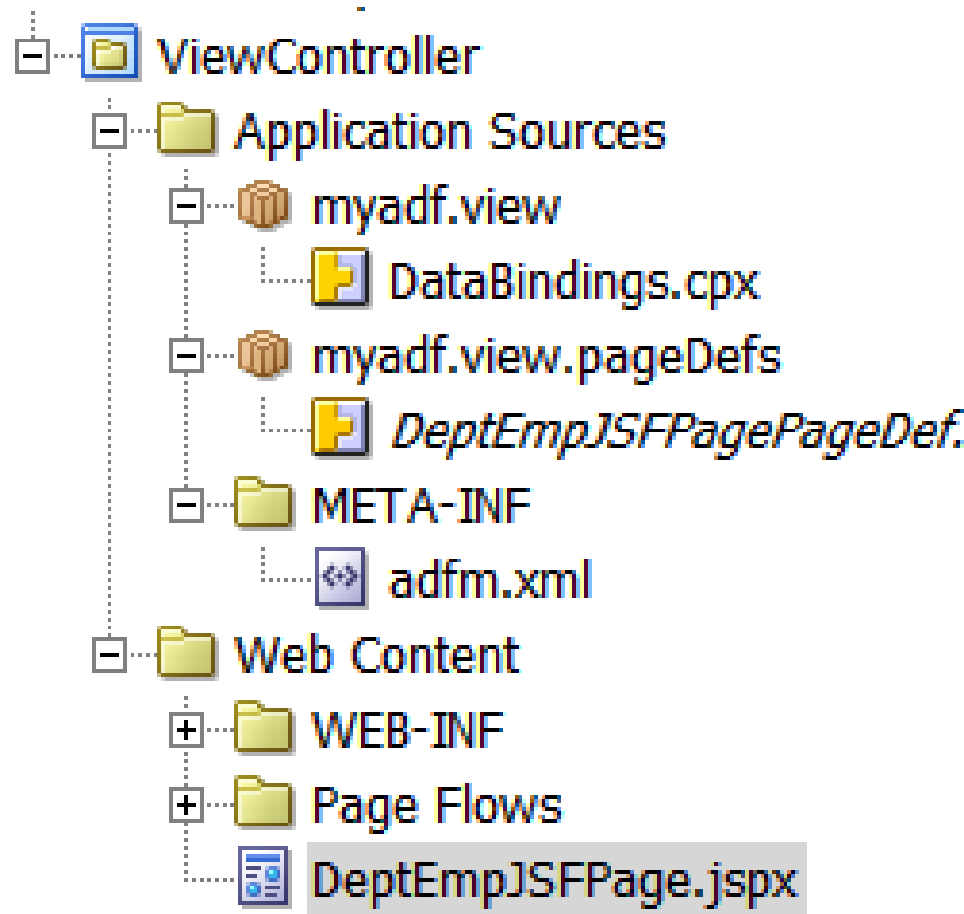 ViewController
Application Sources
myadf.view
DataBindings.cpx
myadf.view.pageDefs
DeptEmpJSFPagePageDef.
META-INF
adfm.xml
Web Content
WEB-INF
Page Flows
DeptEmpJSFPage.jspx